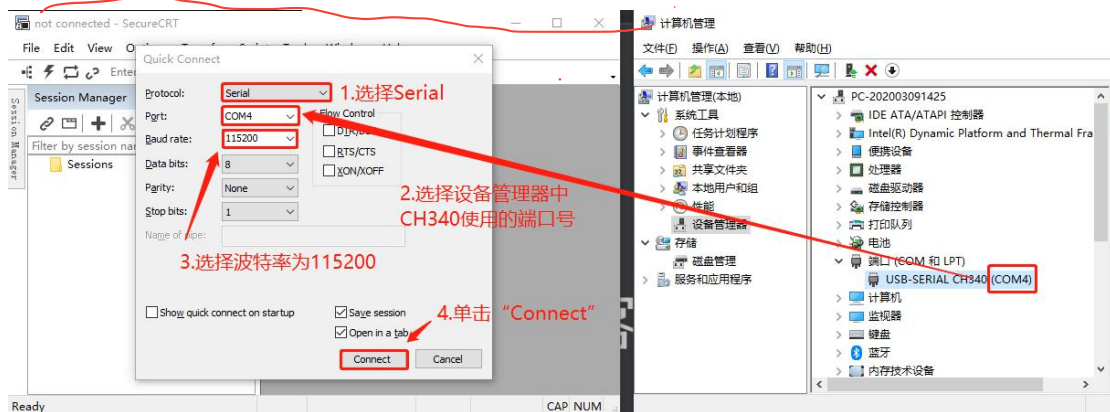 not connected - SecureCRT
File Edit View
Enter
Session Manager
Session Manager
Filter by session
Sessions
Quick Connect
Protocol: Serial
1.选择Serial
Port: COM4
Baud rate: 115200
Data bits: 8
Parity: None
Stop bits: 1
Name of pipe:
Flow Control
RTS/CTS
XON/XOFF
2.选择设备管理器中
CH340使用的端口号
3.选择波特率为115200
Show quick connect on startup
Save session
Open in a tab
4.单击“Connect”
Connect Cancel
Ready
CAP NUM
计算机管理
文件(F) 操作(A) 查看(V) 帮助(H)
计算机管理(本地)
系统工具
任务计划程序
事件查看器
共享文件夹
本地用户和组
性能
设备管理器
存储
磁盘管理
服务和应用程序
PC-202003091425
IDE ATA/ATAPI 控制器
Intel(R) Dynamic Platform and Thermal Fra
便携设备
处理器
磁盘驱动器
存储控制器
打印队列
电池
端口 (COM 和 LPT)
USB-SERIAL CH340 (COM4)
计算机
监视器
键盘
蓝牙
内存技术设备